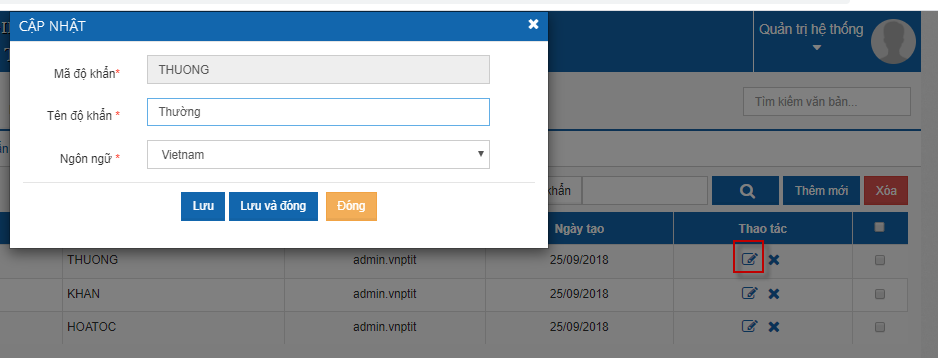 CẬP NHẬT
Quản trị hệ thống
Mã độ khẩn*
THUONG
Tên độ khẩn *
Thường
Tìm kiếm văn bản...
Ngôn ngữ *
Vietnam
Lưu
Lưu và đóng
Đóng
khẩn
Thêm mới
Xóa
Ngày tạo
Thao tác
THUONG
admin.vnptit
25/09/2018
KHAN
admin.vnptit
25/09/2018
HOATOC
admin.vnptit
25/09/2018